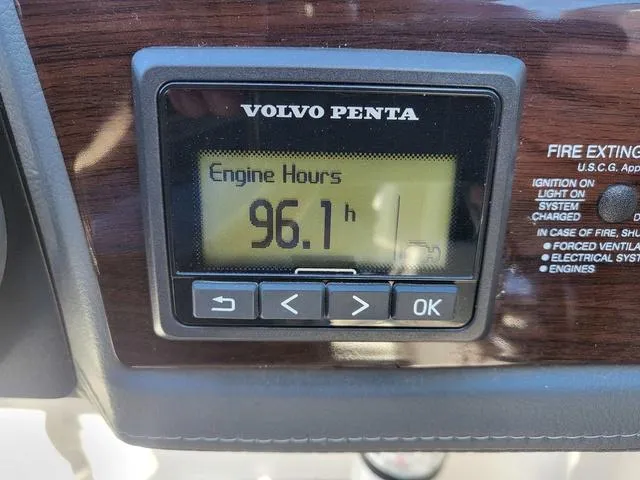 VOLVO PENTA
Engine Hours
96.1 h
OK
FIRE EXTING
U.S.C.G. App
IGNITION ON
LIGHT ON
SYSTEM
CHARGED
D
IN CASE OF FIRE, SHU
• FORCED VENTILA
• ELECTRICAL SYST
• ENGINES